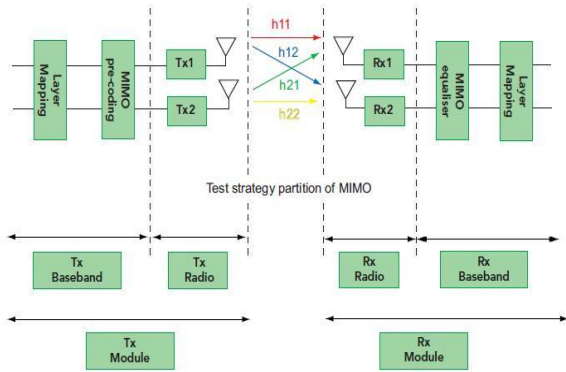 h11
h12
h21
h22
Layer
Mapping
MIMO
pre-coding
Tx1
Tx2
Rx1
Rx2
MIMO
equaliser
Layer
Mapping
Test strategy partition of MIMO
Tx
Baseband
Tx
Radio
Rx
Radio
Rx
Baseband
Tx
Module
Rx
Module